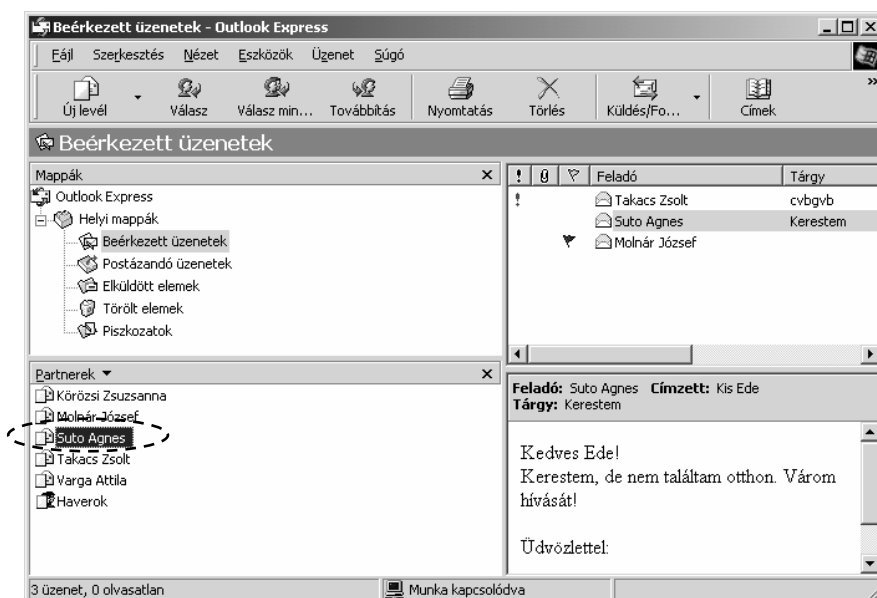 Beérkezett üzenetek - Outlook Express
Fájl Szerkesztés Nézet Eszközök Üzenet Súgó
Új levél Válasz Válasz min... Továbbítás Nyomtatás Törlés Küldés/Fo... Címek »
Beérkezett üzenetek
Mappák
Outlook Express
Helyi mappák
Beérkezett üzenetek
Postázandó üzenetek
Elküldött elemek
Törölt elemek
Piszkozatok
Partnerek
Körözsi Zsuzsanna
Molnár József
Suto Agnes
Takacs Zsolt
Varga Attila
Haverok
! Feladó Tárgy
! Takacs Zsolt cvbgvb
Suto Agnes Kerestem
Molnár József
Feladó: Suto Agnes Címzett: Kis Ede
Tárgy: Kerestem
Kedves Ede!
Kerestem, de nem találtam otthon. Várom
hívását!
Üdvözlettel:
3 üzenet, 0 olvasatlan
Munka kapcsolódva